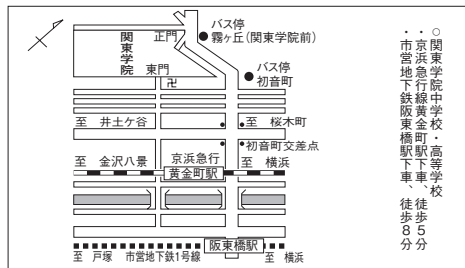 関東学院
正門
東門
バス停
霧ヶ丘(関東学院前)
バス停
初音町
至 井土ケ谷
至 桜木町
初音町交差点
至 金沢八景
京浜急行
至 横浜
黄金町駅
阪東橋駅
至 戸塚
市営地下鉄1号線
至 横浜
○関東学院中学校・高等学校
・京浜急行線黄金町駅下車、徒歩5分
・市営地下鉄阪東橋駅下車、徒歩8分